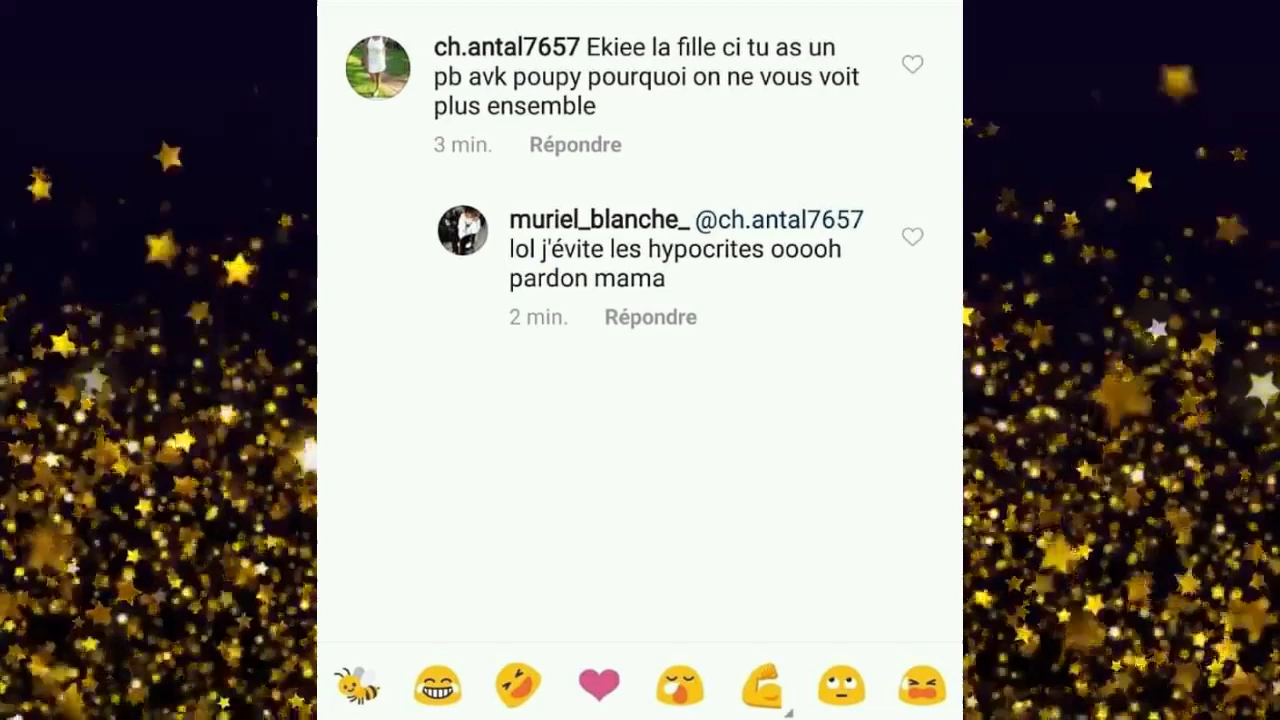 ch.antal7657 Ekiee la fille ci tu as un
pb avk poupy pourquoi on ne vous voit
plus ensemble
3 min. Répondre
muriel_blanche_ @ch.antal7657
lol j'évite les hypocrites ooooh
pardon mama
2 min. Répondre